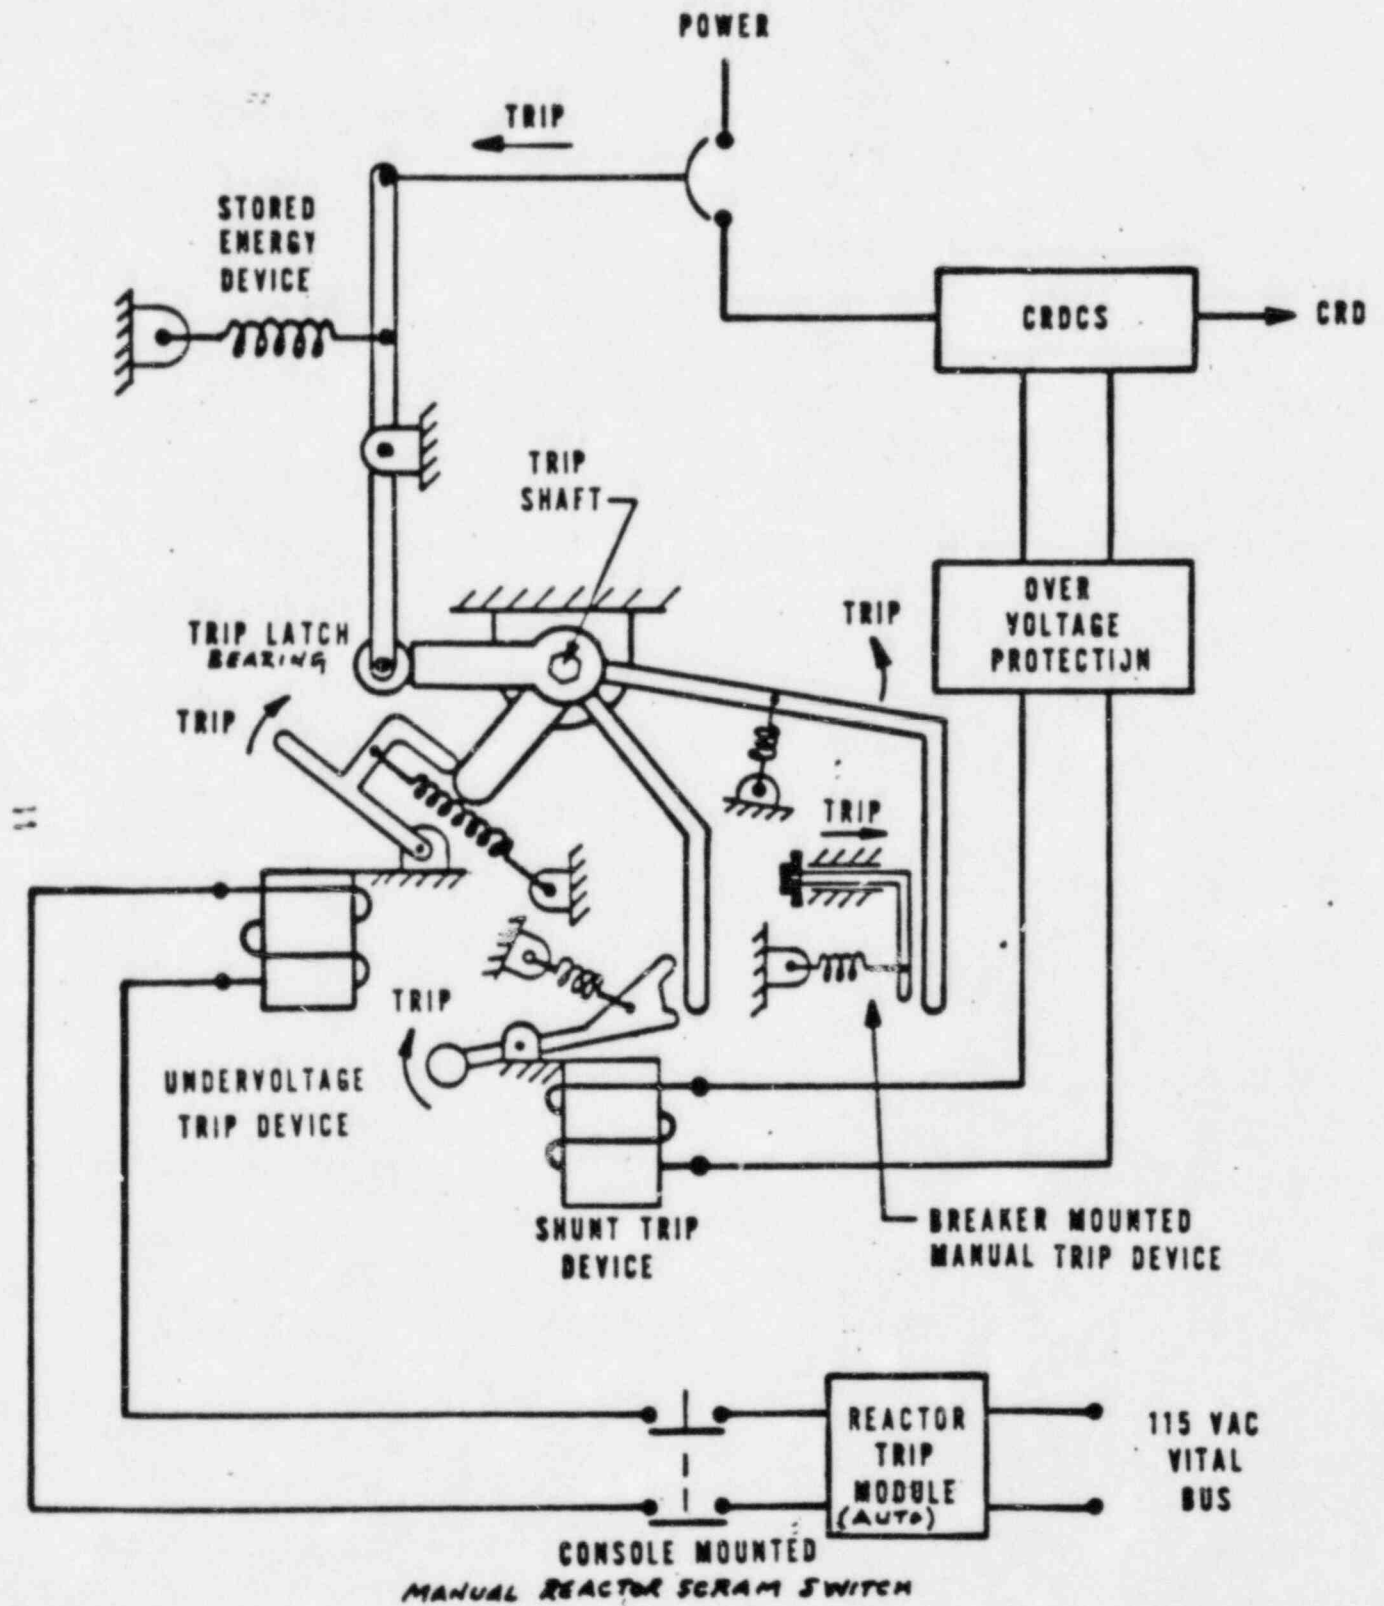 POWER
TRIP
STORED
ENERGY
DEVICE
CRDCS
CRD
TRIP
SHAFT
OVER
VOLTAGE
PROTECTION
TRIP
TRIP LATCH
BEARING
TRIP
TRIP
TRIP
UNDERVOLTAGE
TRIP DEVICE
SHUNT TRIP
DEVICE
BREAKER MOUNTED
MANUAL TRIP DEVICE
REACTOR
TRIP
MODULE
(AUTO)
115 VAC
VITAL
BUS
CONSOLE MOUNTED
MANUAL REACTOR SCRAM SWITCH